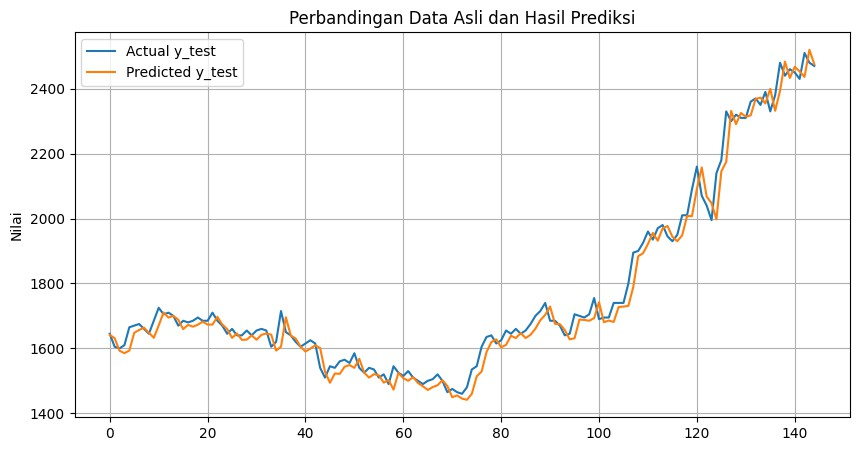 Perbandingan Data Asli dan Hasil Prediksi
Actual y_test
Predicted y_test
Nilai
2400
2200
2000
1800
1600
1400
0 20 40 60 80 100 120 140